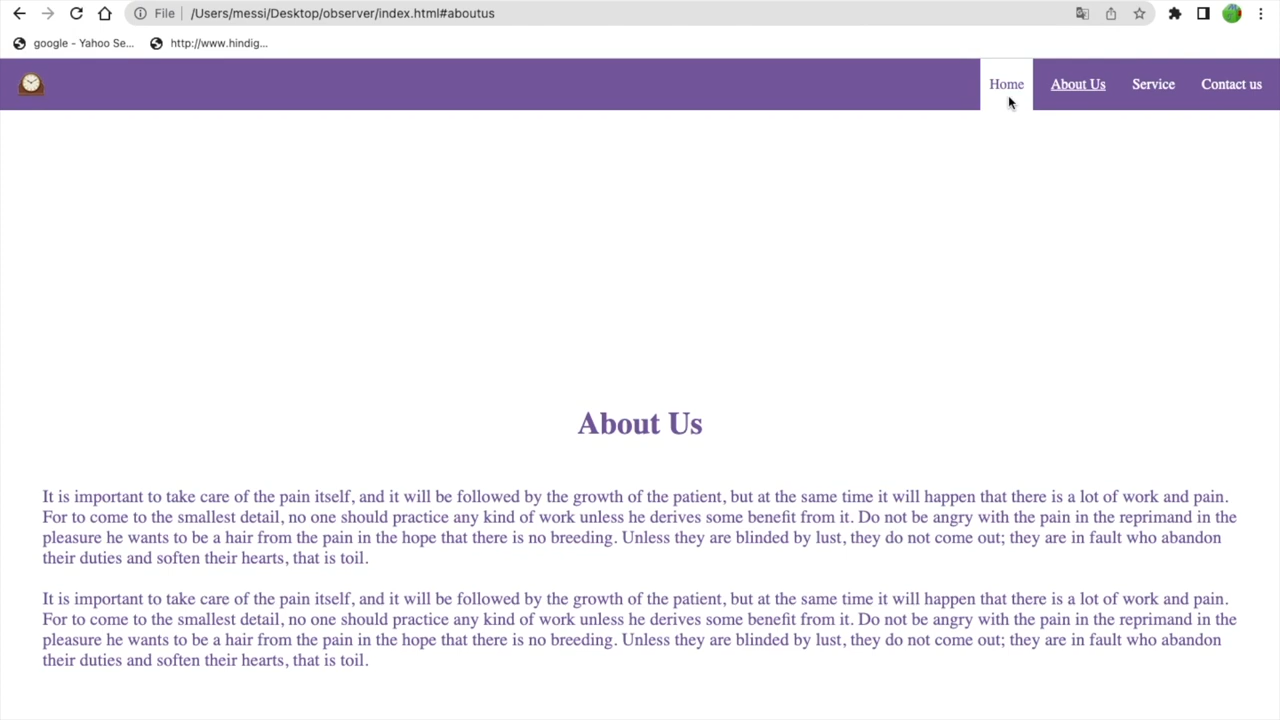 File /Users/messi/Desktop/observer/index.html#aboutus
google - Yahoo Se... http://www.hindig...
Home About Us Service Contact us
About Us
It is important to take care of the pain itself, and it will be followed by the growth of the patient, but at the same time it will happen that there is a lot of work and pain.
For to come to the smallest detail, no one should practice any kind of work unless he derives some benefit from it. Do not be angry with the pain in the reprimand in the
pleasure he wants to be a hair from the pain in the hope that there is no breeding. Unless they are blinded by lust, they do not come out; they are in fault who abandon
their duties and soften their hearts, that is toil.
It is important to take care of the pain itself, and it will be followed by the growth of the patient, but at the same time it will happen that there is a lot of work and pain.
For to come to the smallest detail, no one should practice any kind of work unless he derives some benefit from it. Do not be angry with the pain in the reprimand in the
pleasure he wants to be a hair from the pain in the hope that there is no breeding. Unless they are blinded by lust, they do not come out; they are in fault who abandon
their duties and soften their hearts, that is toil.